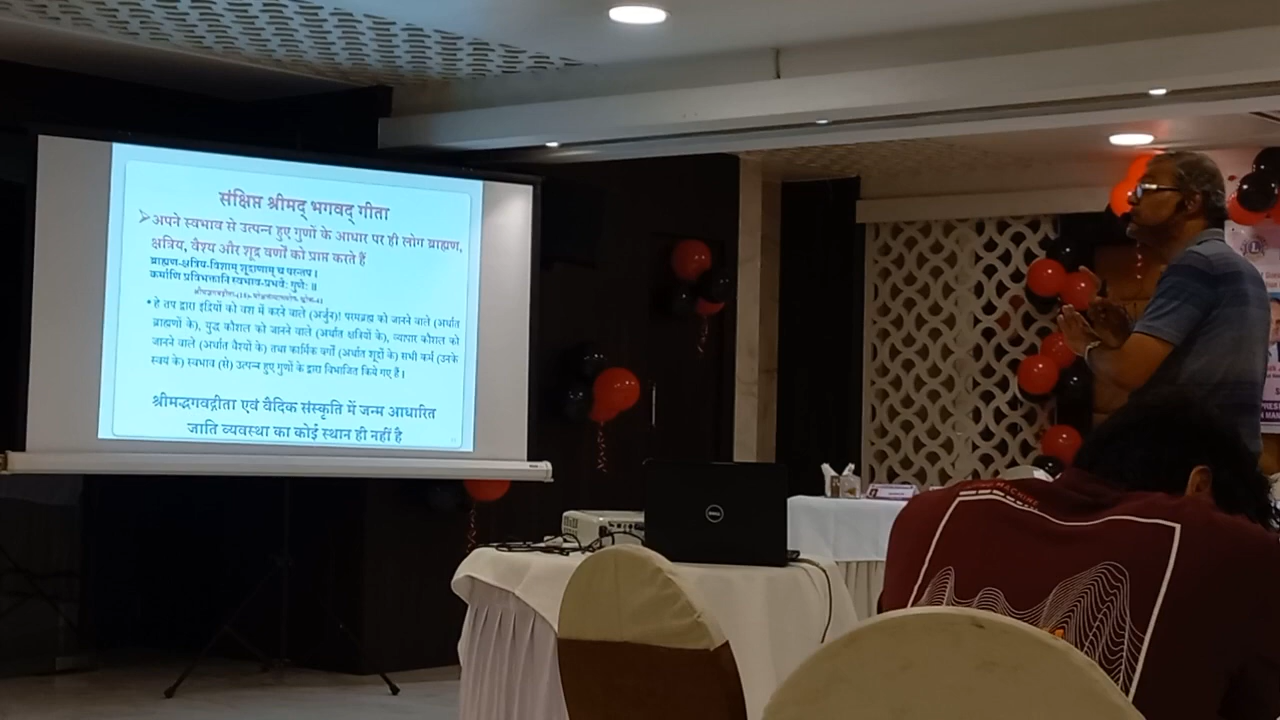 संक्षिप्त श्रीमद् भगवद् गीता
अपने स्वभाव से उत्पन्न हुए गुणों के आधार पर ही लोग ब्राह्मण,
क्षत्रिय, वैश्य और शूद्र वर्णों को प्राप्त करते हैं
ब्राह्मण-क्षत्रिय-विशाम् शूद्राणाम् च परन्तप।
कर्माणि प्रविभक्तानि स्वभाव-प्रभवैः गुणैः॥
• हे तप द्वारा इंद्रियों को वश में करने वाले (अर्जुन)! परमब्रह्म को जानने वाले (अर्थात
ब्राह्मणों के), युद्ध कौशल को जानने वाले (अर्थात क्षत्रियों के), व्यापार कौशल को
जानने वाले (अर्थात वैश्यों के) तथा कार्मिक वर्गों (अर्थात शूद्रों के) सभी कर्म (उनके
स्वयं के) स्वभाव (से) उत्पन्न हुए गुणों के द्वारा विभाजित किये गए हैं।
श्रीमद्भगवद्गीता एवं वैदिक संस्कृति में जन्म आधारित
जाति व्यवस्था का कोई स्थान ही नहीं है
DELL
MACHINE